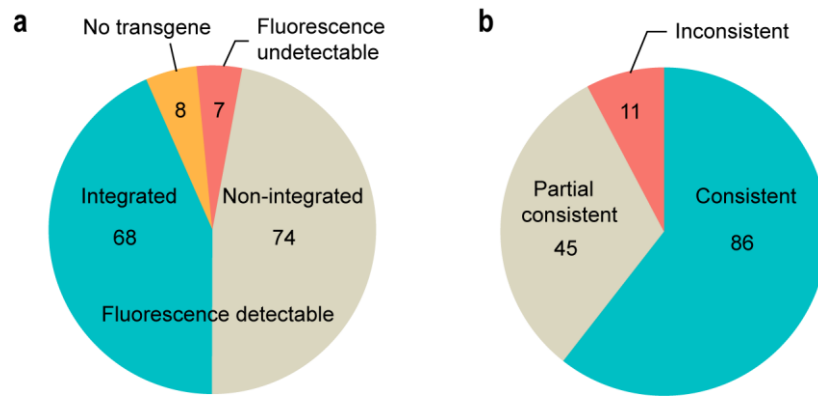 a
No transgene
Fluorescence
undetectable
8
7
Integrated
68
Non-integrated
74
Fluorescence detectable
b
Inconsistent
11
Partial
consistent
45
Consistent
86